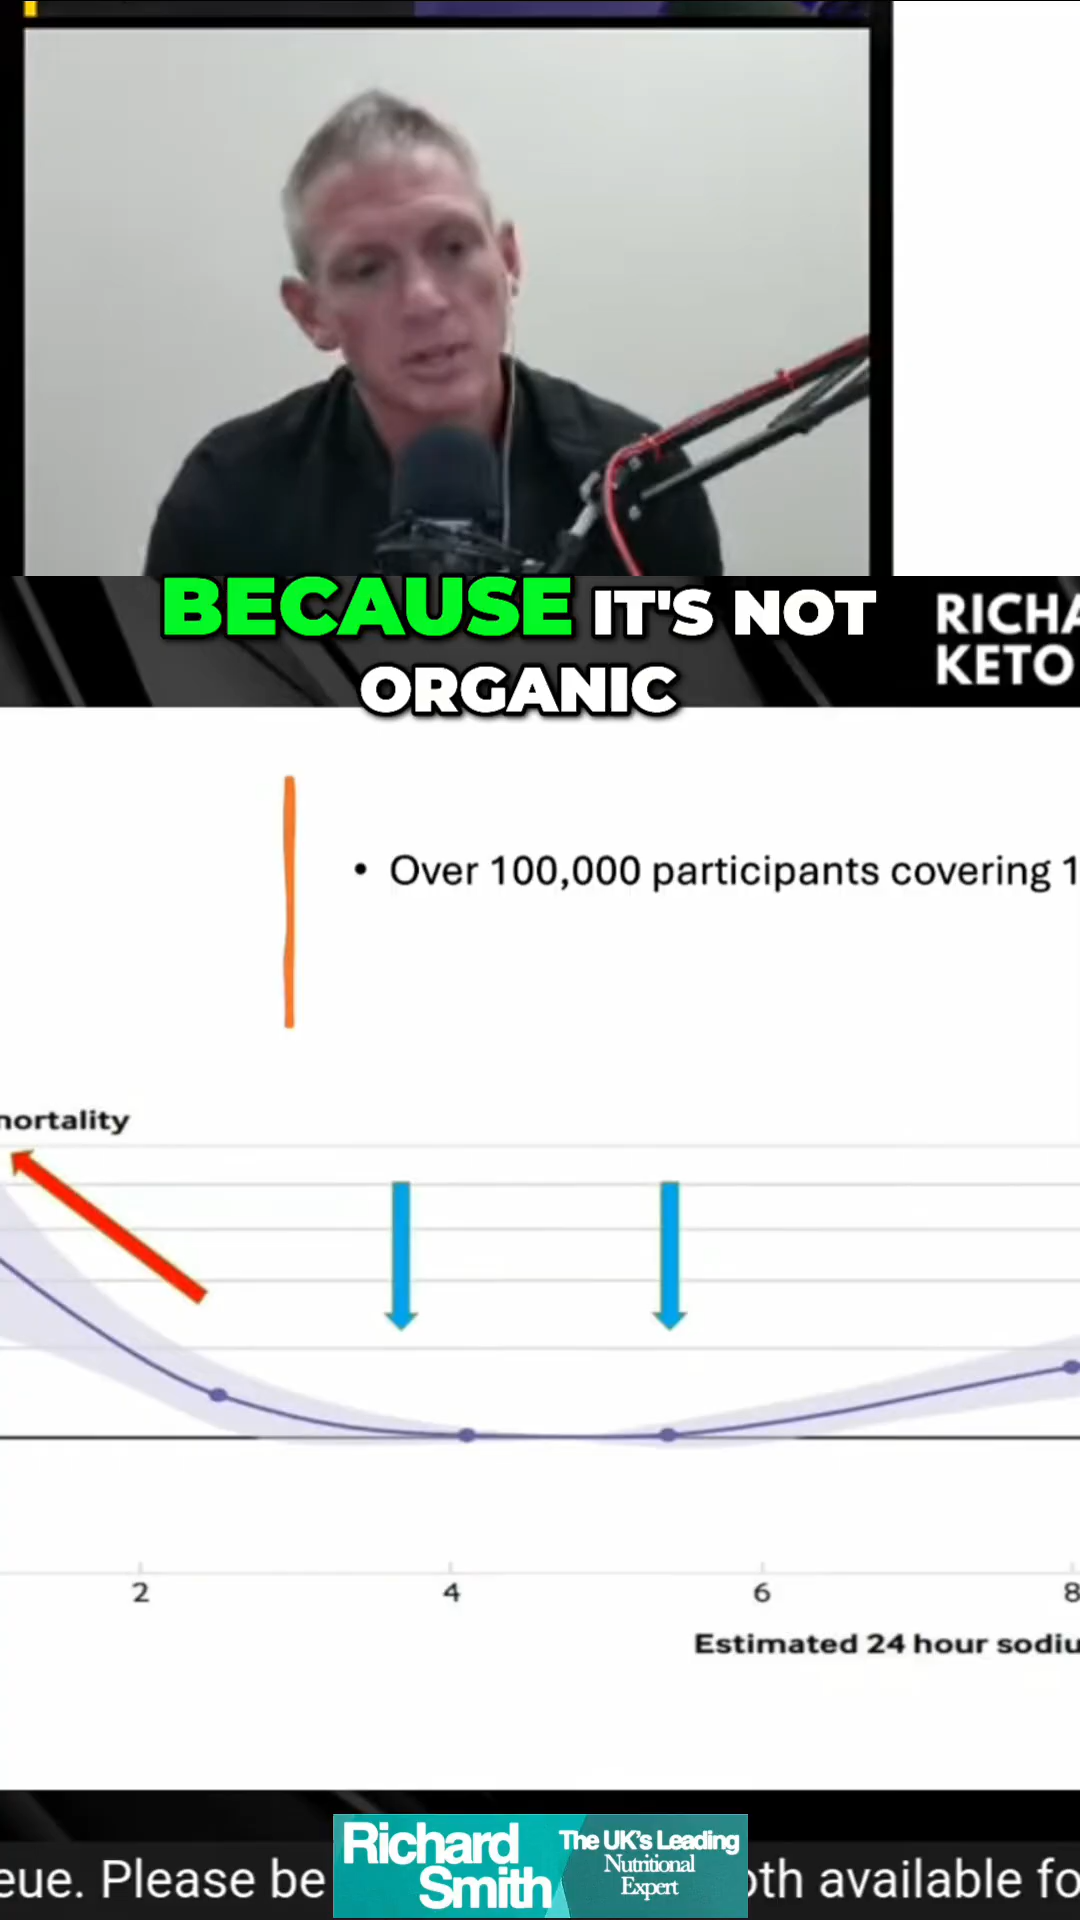 BECAUSE IT'S NOT
ORGANIC
RICHA
KETO
• Over 100,000 participants covering 1
mortality
2 4 6 8
Estimated 24 hour sodiu
eue. Please be
Richard
Smith
The UK's Leading
Nutritional
Expert
oth available fo